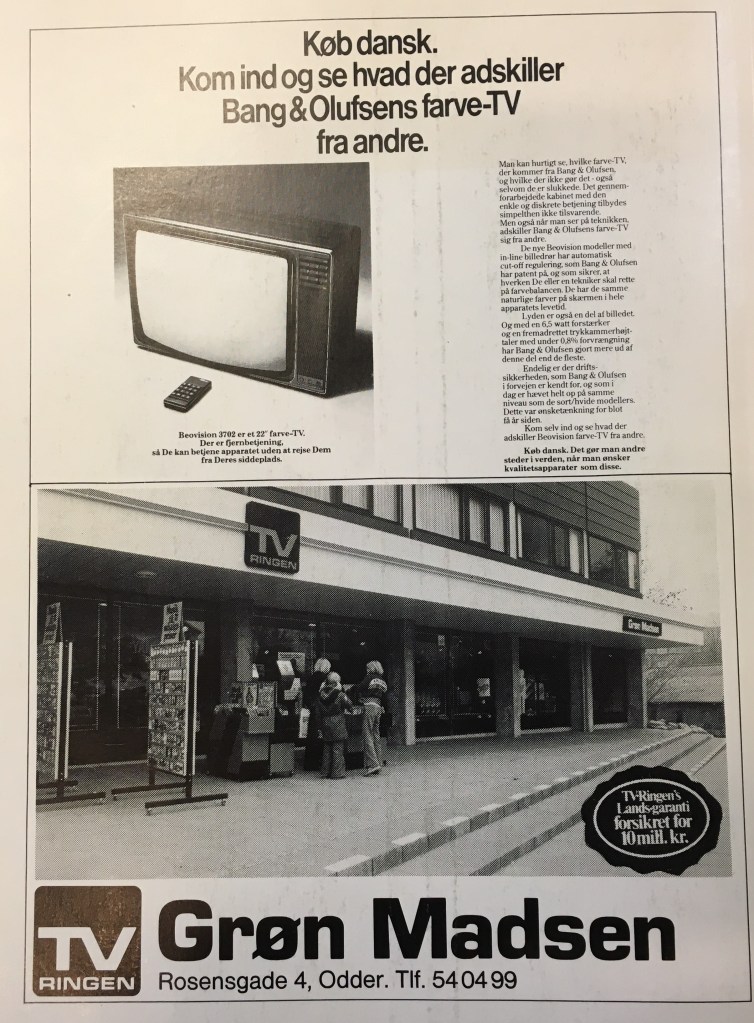 Køb dansk.
Kom ind og se hvad der adskiller
Bang & Olufsens farve-TV
fra andre.
Man kan hurtigt se, hvilke farve-TV,
der kommer fra Bang & Olufsen,
og hvilke der ikke gør det - også
selvom de er slukkede. Det gennem-
forarbejdede kabinet med den
enkle og diskrete betjening tilbydes
simpelthen ikke tilsvarende.
Men også når man ser på teknikken,
adskiller Bang & Olufsens farve-TV
sig fra andre.
De nye Beovision modeller med
in-line billedrør har automatisk
cut-off regulering, som Bang & Olufsen
har patent på, og som sikrer, at
hverken De eller en tekniker skal rette
på farvebalancen. De har de samme
naturlige farver på skærmen i hele
apparatets levetid.
Lyden er også en del af billedet.
Og med en 6,5 watt forstærker
og en fremadrettet trykkammerhøjt-
taler med under 0,8% forvrængning
har Bang & Olufsen gjort mere ud af
denne del end de fleste.
Endelig er der drifts-
sikkerheden, som Bang & Olufsen
i forvejen er kendt for, og som i
dag er hævet helt op på samme
niveau som de sort/hvide modellers.
Dette var ønsketænkning for blot
få år siden.
Kom selv ind og se hvad der
adskiller Beovision farve-TV fra andre.
Køb dansk. Det gør man andre
steder i verden, når man ønsker
kvalitetsapparater som disse.
Beovision 3702 er et 22" farve-TV.
Der er fjernbetjening,
så De kan betjene apparatet uden at rejse Dem
fra Deres siddeplads.
TV
RINGEN
Grøn Madsen
TV-Ringen's
Lands-garanti
forsikret for
10 mill. kr.
TV
RINGEN
Grøn Madsen
Rosensgade 4, Odder. Tlf. 54 04 99